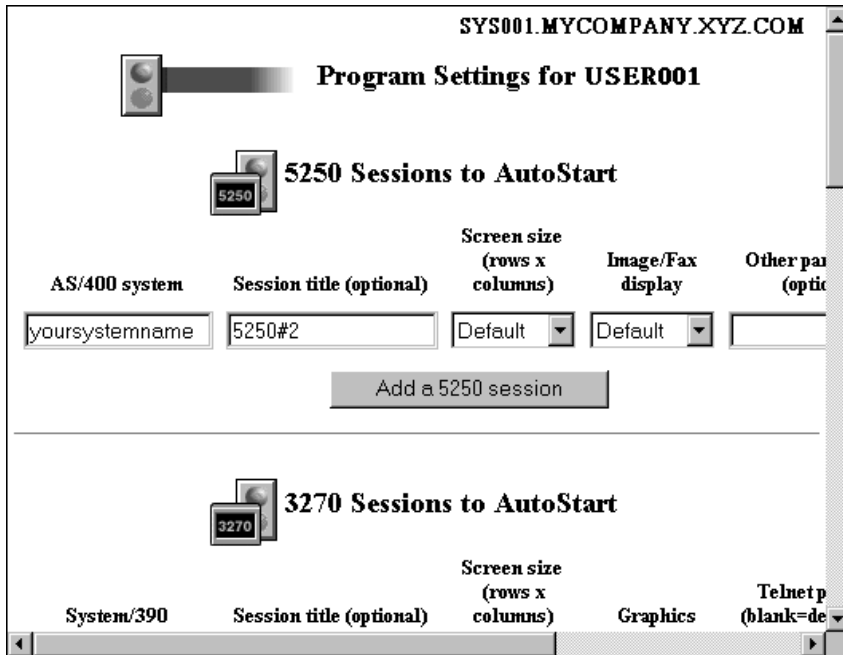 SYS001.MYCOMPANY.XYZ.COM
Program Settings for USER001
5250
5250 Sessions to AutoStart
AS/400 system
Session title (optional)
Screen size
(rows x
columns)
Image/Fax
display
Other par
(optic
yoursystemname
5250#2
Default
Default
Add a 5250 session
3270
3270 Sessions to AutoStart
System/390
Session title (optional)
Screen size
(rows x
columns)
Graphics
Telnet p
(blank=de